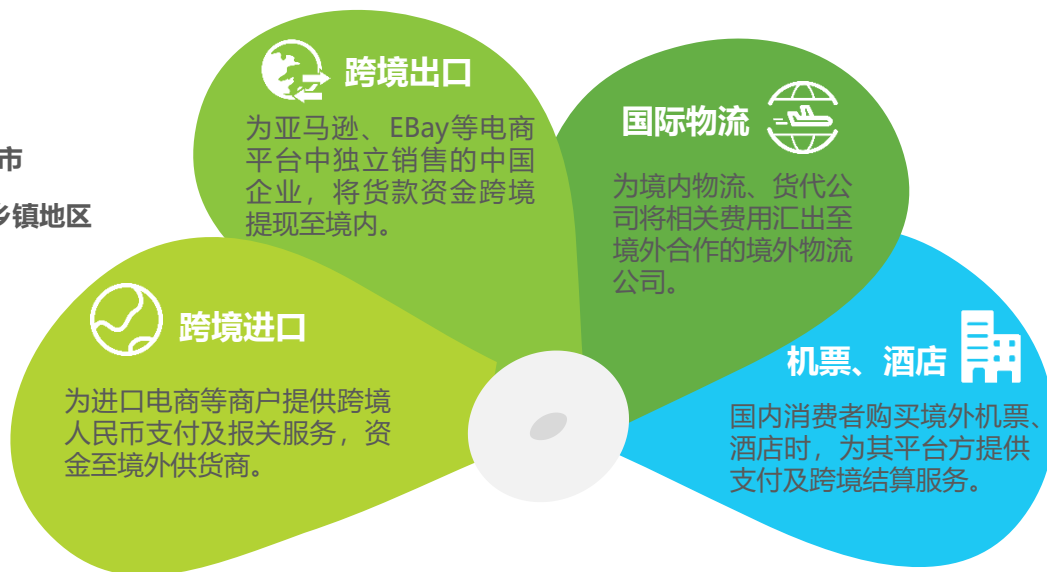 市
乡镇地区
跨境出口
为亚马逊、EBay等电商
平台中独立销售的中国
企业，将货款资金跨境
提现至境内。
国际物流
为境内物流、货代公
司将相关费用汇出至
境外合作的境外物流
公司。
跨境进口
为进口电商等商户提供跨境
人民币支付及报关服务，资
金至境外供货商。
机票、酒店
国内消费者购买境外机票、
酒店时，为其平台方提供
支付及跨境结算服务。